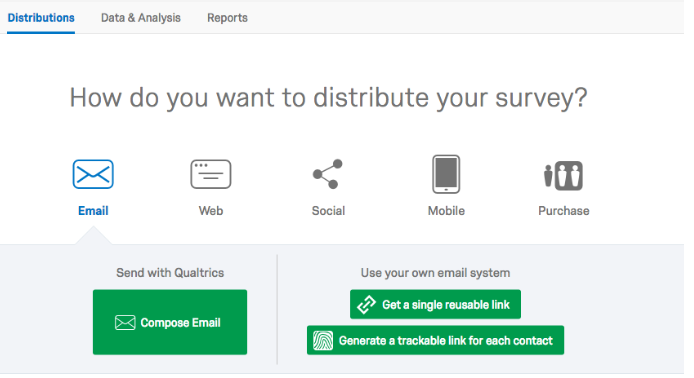 Distributions Data & Analysis Reports
How do you want to distribute your survey?
Email Web Social Mobile Purchase
Send with Qualtrics
Compose Email
Use your own email system
Get a single reusable link
Generate a trackable link for each contact